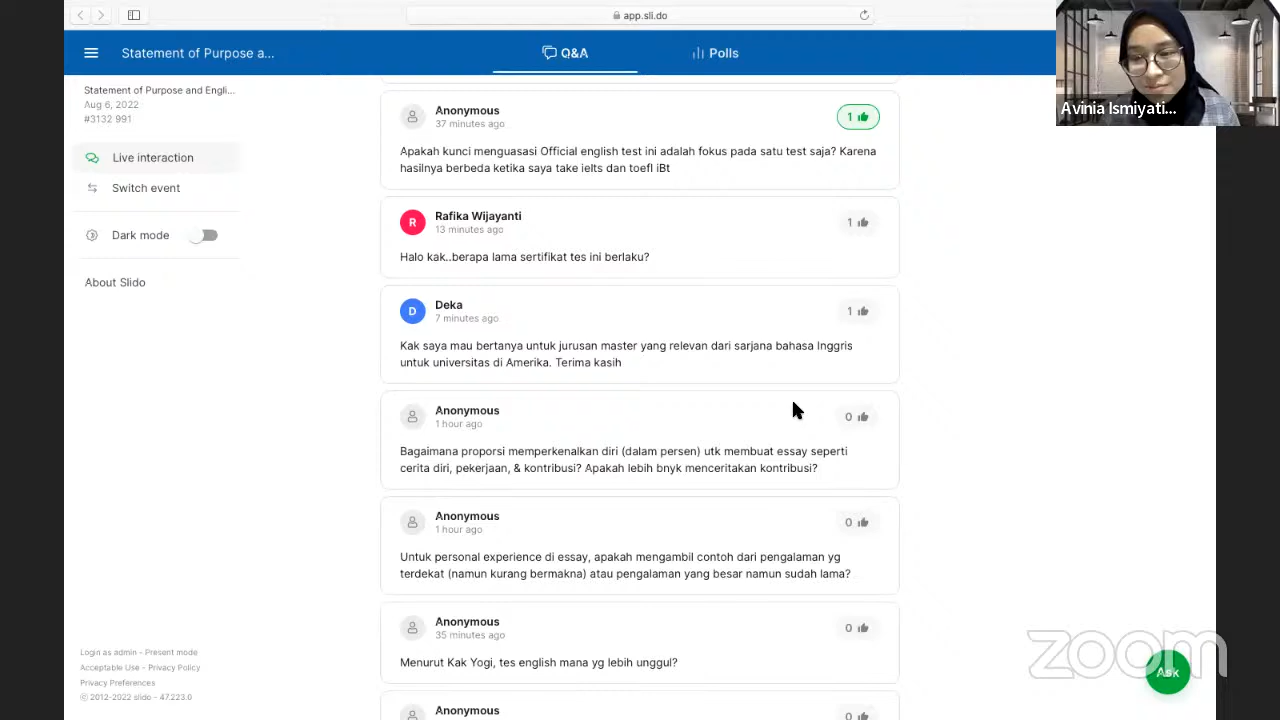 app.sli.do
Statement of Purpose a...
Q&A
Polls
Avinia Ismiyati...
Statement of Purpose and Engli...
Aug 6, 2022
#3132 991
Live interaction
Switch event
Dark mode
About Slido
Anonymous
37 minutes ago
1
Apakah kunci menguasasi Official english test ini adalah fokus pada satu test saja? Karena
hasilnya berbeda ketika saya take ielts dan toefl iBt
R
Rafika Wijayanti
13 minutes ago
1
Halo kak..berapa lama sertifikat tes ini berlaku?
D
Deka
7 minutes ago
1
Kak saya mau bertanya untuk jurusan master yang relevan dari sarjana bahasa Inggris
untuk universitas di Amerika. Terima kasih
Anonymous
1 hour ago
0
Bagaimana proporsi memperkenalkan diri (dalam persen) utk membuat essay seperti
cerita diri, pekerjaan, & kontribusi? Apakah lebih bnyk menceritakan kontribusi?
Anonymous
1 hour ago
0
Untuk personal experience di essay, apakah mengambil contoh dari pengalaman yg
terdekat (namun kurang bermakna) atau pengalaman yang besar namun sudah lama?
Anonymous
35 minutes ago
0
Menurut Kak Yogi, tes english mana yg lebih unggul?
Anonymous
0
Login as admin - Present mode
Acceptable Use - Privacy Policy
Privacy Preferences
© 2012-2022 slido - 47.223.0
zoom
Ask